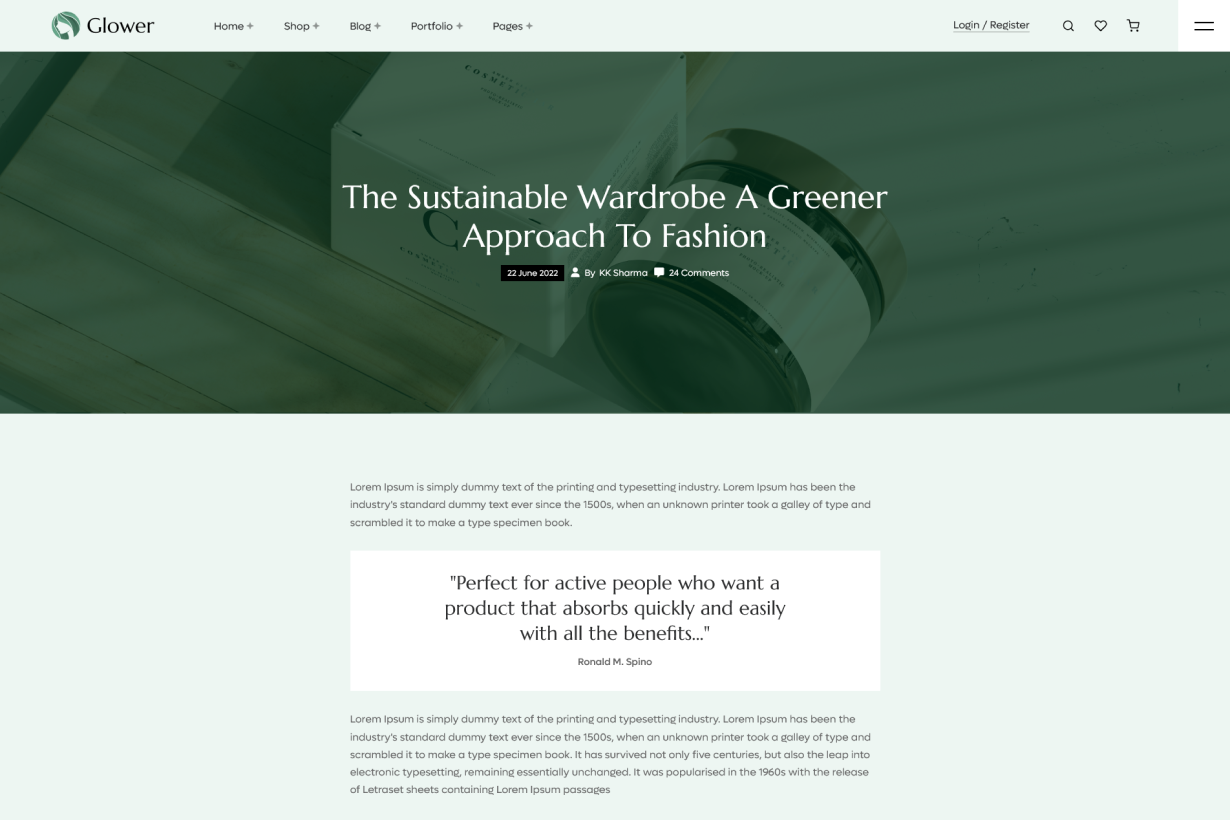 Glower
Home + Shop + Blog + Portfolio + Pages +
Login / Register
COSMET
The Sustainable Wardrobe A Greener
Approach To Fashion
22 June 2022 By KK Sharma 24 Comments
Lorem Ipsum is simply dummy text of the printing and typesetting industry. Lorem Ipsum has been the
industry's standard dummy text ever since the 1500s, when an unknown printer took a galley of type and
scrambled it to make a type specimen book.
"Perfect for active people who want a
product that absorbs quickly and easily
with all the benefits..."
Ronald M. Spino
Lorem Ipsum is simply dummy text of the printing and typesetting industry. Lorem Ipsum has been the
industry's standard dummy text ever since the 1500s, when an unknown printer took a galley of type and
scrambled it to make a type specimen book. It has survived not only five centuries, but also the leap into
electronic typesetting, remaining essentially unchanged. It was popularised in the 1960s with the release
of Letraset sheets containing Lorem Ipsum passages